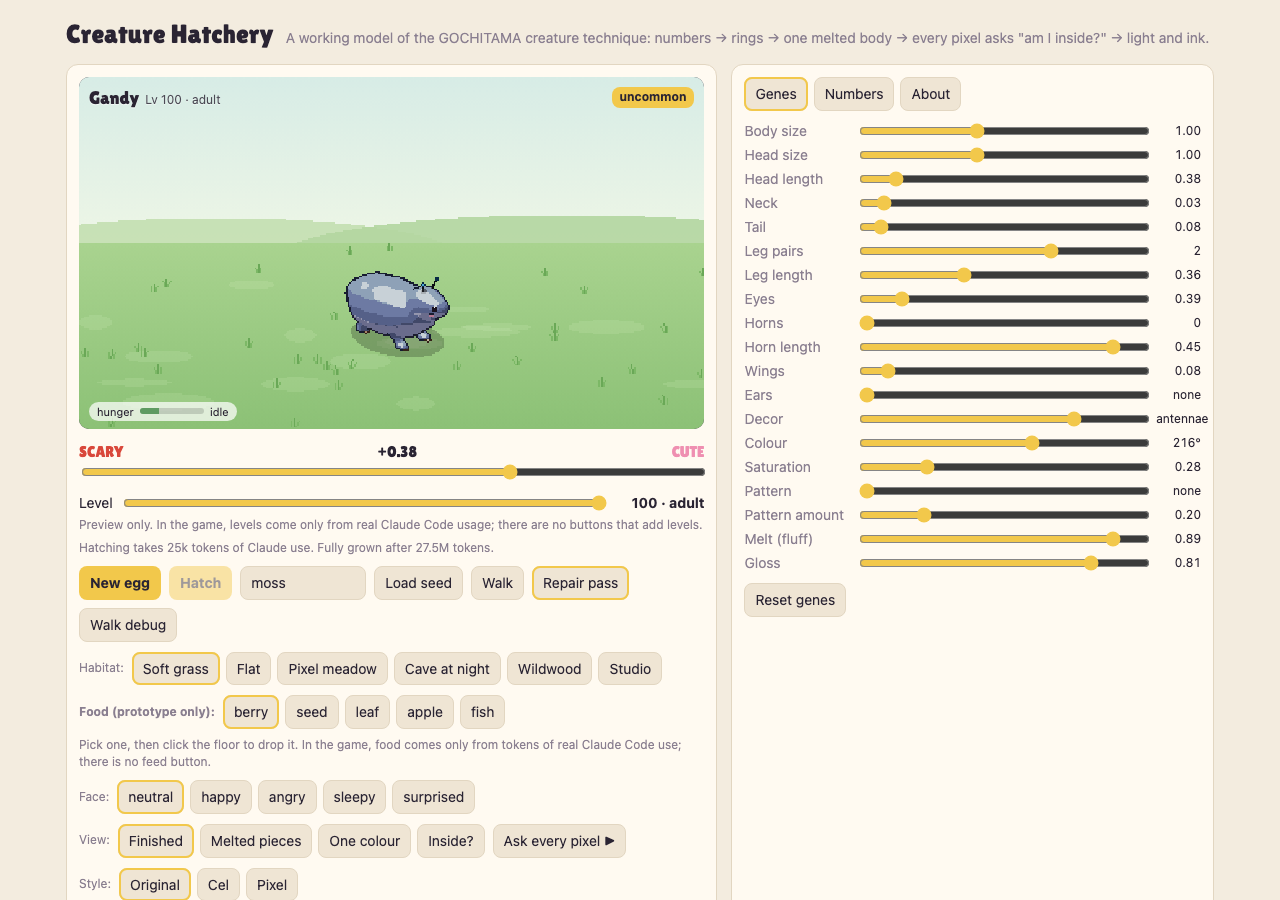 Creature Hatchery
A working model of the GOCHITAMA creature technique: numbers → rings → one melted body → every pixel asks "am I inside?" → light and ink.
Gandy Lv 100 · adult
uncommon
hunger idle
SCARY +0.38 CUTE
Level 100 · adult
Preview only. In the game, levels come only from real Claude Code usage; there are no buttons that add levels.
Hatching takes 25k tokens of Claude use. Fully grown after 27.5M tokens.
New egg Hatch moss Load seed Walk Repair pass
Walk debug
Habitat: Soft grass Flat Pixel meadow Cave at night Wildwood Studio
Food (prototype only): berry seed leaf apple fish
Pick one, then click the floor to drop it. In the game, food comes only from tokens of real Claude Code use;
there is no feed button.
Face: neutral happy angry sleepy surprised
View: Finished Melted pieces One colour Inside? Ask every pixel ▶
Style: Original Cel Pixel
Genes Numbers About
Body size 1.00
Head size 1.00
Head length 0.38
Neck 0.03
Tail 0.08
Leg pairs 2
Leg length 0.36
Eyes 0.39
Horns 0
Horn length 0.45
Wings 0.08
Ears none
Decor antennae
Colour 216°
Saturation 0.28
Pattern none
Pattern amount 0.20
Melt (fluff) 0.89
Gloss 0.81
Reset genes